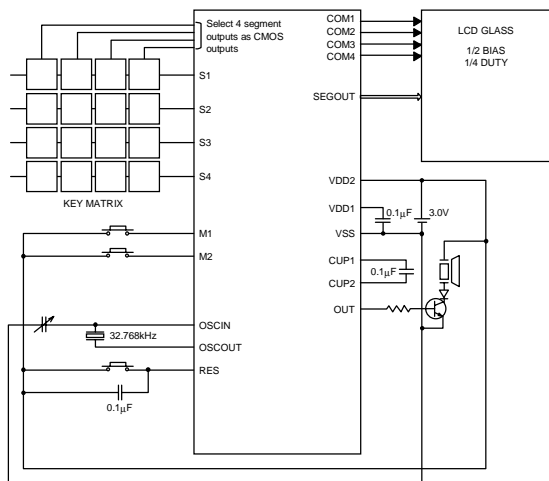 Select 4 segment
outputs as CMOS
outputs
COM1
COM2
COM3
COM4
LCD GLASS
1/2 BIAS
1/4 DUTY
S1
SEGOUT
S2
S3
S4
KEY MATRIX
VDD2
VDD1
0.1µF
3.0V
VSS
M1
M2
CUP1
0.1µF
CUP2
OUT
OSCIN
32.768kHz
OSCOUT
RES
0.1µF